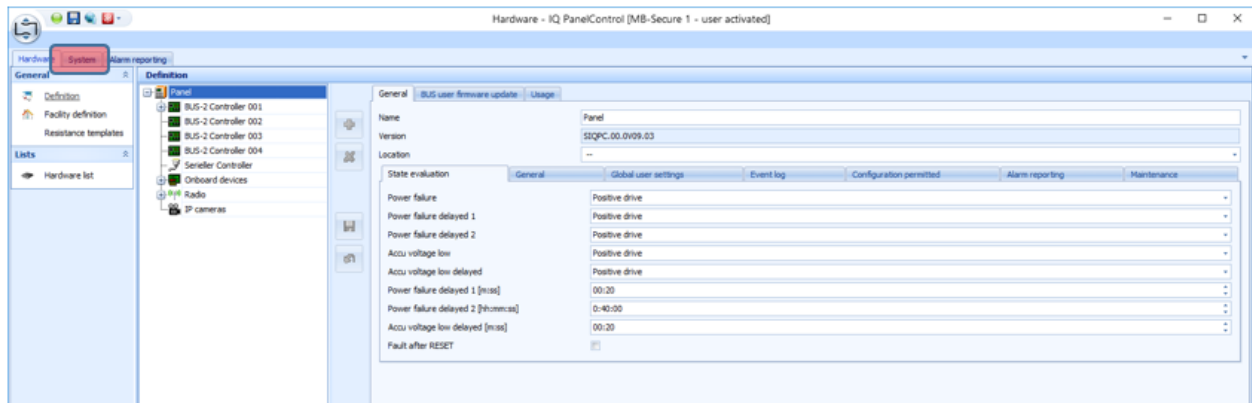 Hardware - IQ PanelControl [MB-Secure 1 - user activated]
Hardware System Alarm reporting
General
Definition
Facility definition
Resistance templates
Lists
Hardware list
Definition
Panel
BUS-2 Controller 001
BUS-2 Controller 002
BUS-2 Controller 003
BUS-2 Controller 004
Serieller Controller
Onboard devices
Radio
IP cameras
General BUS user firmware update Usage
Name Panel
Version SIQPC.00.0V09.03
Location --
State evaluation General Global user settings Event log Configuration permitted Alarm reporting Maintenance
Power failure Positive drive
Power failure delayed 1 Positive drive
Power failure delayed 2 Positive drive
Accu voltage low Positive drive
Accu voltage low delayed Positive drive
Power failure delayed 1 [m:ss] 00:20
Power failure delayed 2 [hh:mm:ss] 0:40:00
Accu voltage low delayed [m:ss] 00:20
Fault after RESET